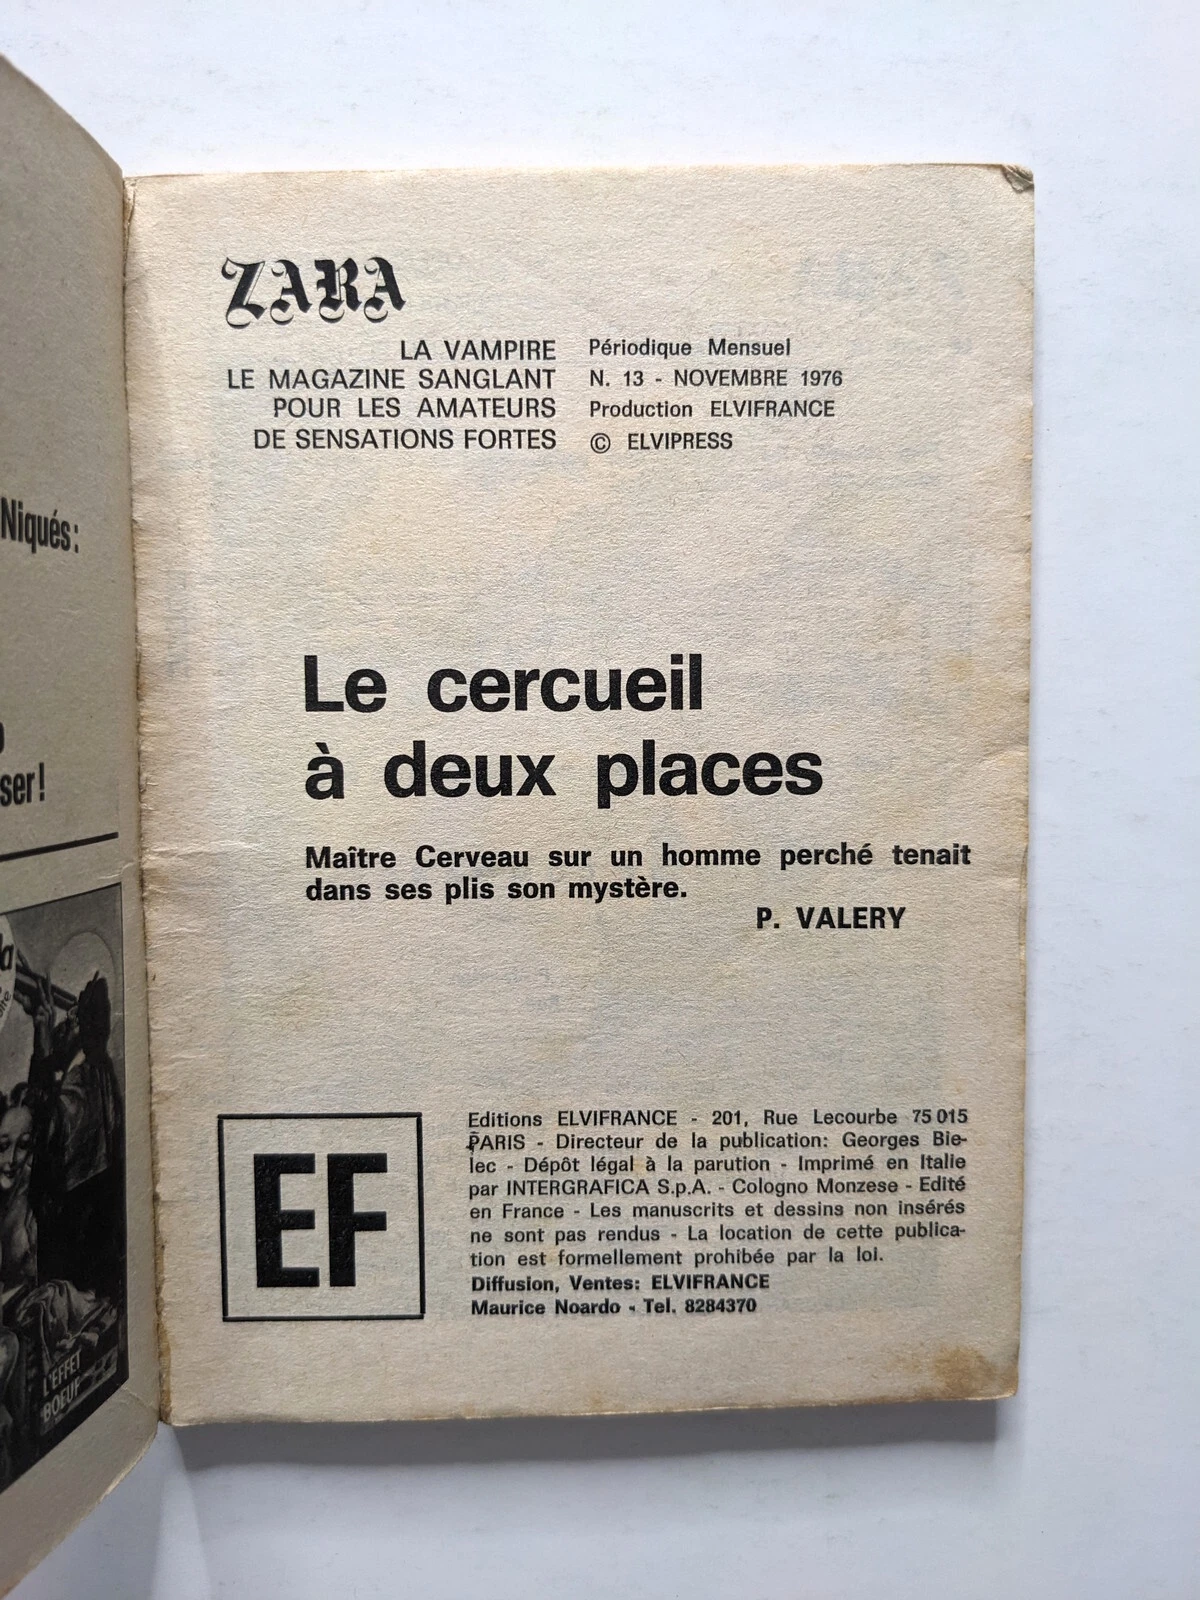 Niqués:
ser!
L'EFFET
BOEUF
ZARA
LA VAMPIRE
LE MAGAZINE SANGLANT
POUR LES AMATEURS
DE SENSATIONS FORTES
Périodique Mensuel
N. 13 - NOVEMBRE 1976
Production ELVIFRANCE
© ELVIPRESS
Le cercueil
à deux places
Maître Cerveau sur un homme perché tenait
dans ses plis son mystère.
P. VALERY
EF
Editions ELVIFRANCE - 201, Rue Lecourbe 75 015
PARIS - Directeur de la publication: Georges Bie-
lec - Dépôt légal à la parution - Imprimé en Italie
par INTERGRAFICA S.p.A. - Cologno Monzese - Edité
en France - Les manuscrits et dessins non insérés
ne sont pas rendus - La location de cette publica-
tion est formellement prohibée par la loi.
Diffusion, Ventes: ELVIFRANCE
Maurice Noardo - Tel. 8284370